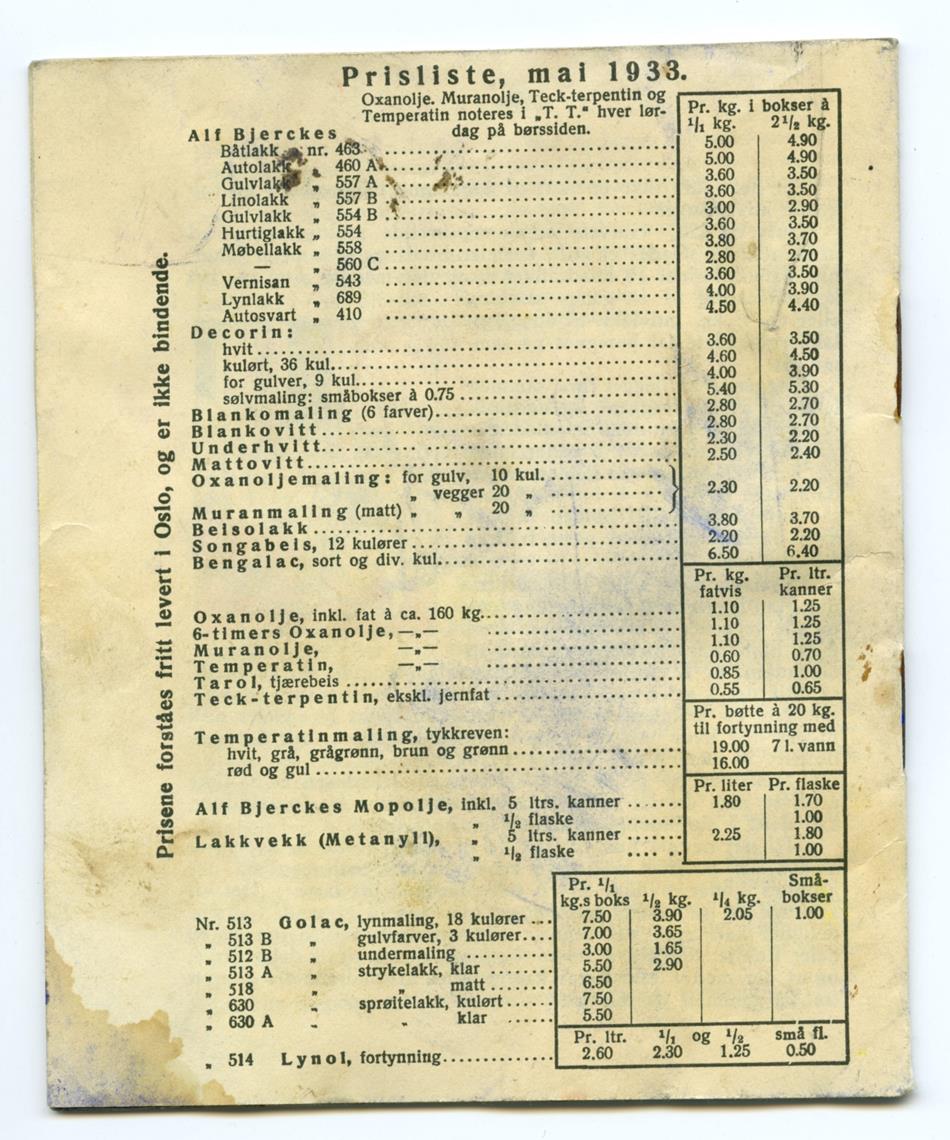 Prisliste, mai 1933.
Oxanolje. Muranolje, Teck-terpentin og
Temperatin noteres i „T. T.“ hver lør-
dag på børssiden.
Pr. kg. i bokser à
1/1 kg. 2 1/2 kg.
Alf Bjerckes
Båtlakk nr. 463 5.00 4.90
Autolakk „ 460 A 5.00 4.90
Gulvlakk „ 557 A 3.60 3.50
Linolakk „ 557 B 3.60 3.50
Gulvlakk „ 554 B 3.00 2.90
Hurtiglakk „ 554 3.60 3.50
Møbellakk „ 558 3.80 3.70
— „ 560 C 2.80 2.70
Vernisan „ 543 3.60 3.50
Lynlakk „ 689 4.00 3.90
Autosvart „ 410 4.50 4.40
Decorin:
hvit 3.60 3.50
kulørt, 36 kul. 4.60 4.50
for gulver, 9 kul. 4.00 3.90
sølvmaling: småbokser à 0.75 5.40 5.30
Blankomaling (6 farver) 2.80 2.70
Blankovitt 2.80 2.70
Underhvitt 2.30 2.20
Mattovitt 2.50 2.40
Oxanoljemaling: for gulv, 10 kul.
„ vegger 20 „ 2.30 2.20
Muranmaling (matt) „ „ 20 „
Beisolakk 3.80 3.70
Songabeis, 12 kulører 2.20 2.20
Bengalac, sort og div. kul. 6.50 6.40
Pr. kg. Pr. ltr.
fatvis kanner
Oxanolje, inkl. fat à ca. 160 kg. 1.10 1.25
6-timers Oxanolje, —„— 1.10 1.25
Muranolje, —„— 1.10 1.25
Temperatin, —„— 0.60 0.70
Tarol, tjærebeis 0.85 1.00
Teck-terpentin, ekskl. jernfat 0.55 0.65
Pr. bøtte à 20 kg.
til fortynning med
Temperatinmaling, tykkreven:
hvit, grå, grågrønn, brun og grønn 19.00 7 l. vann
rød og gul 16.00
Pr. liter Pr. flaske
Alf Bjerckes Mopolje, inkl. 5 ltrs. kanner 1.80 1.70
„ 1/2 flaske 1.00
Lakkvekk (Metanyll), „ 5 ltrs. kanner 2.25 1.80
„ 1/2 flaske 1.00
Pr. 1/1 Små-
kg.s boks 1/2 kg. 1/4 kg. bokser
Nr. 513 Golac, lynmaling, 18 kulører 7.50 3.90 2.05 1.00
„ 513 B „ gulvfarver, 3 kulører 7.00 3.65
„ 512 B „ undermaling 3.00 1.65
„ 513 A „ strykelakk, klar 5.50 2.90
„ 518 „ „ matt 6.50
„ 630 „ sprøitelakk, kulørt 7.50
„ 630 A „ „ klar 5.50
Pr. ltr. 1/1 og 1/2 små fl.
„ 514 Lynol, fortynning 2.60 2.30 1.25 0.50
Prisene forståes fritt levert i Oslo, og er ikke bindende.